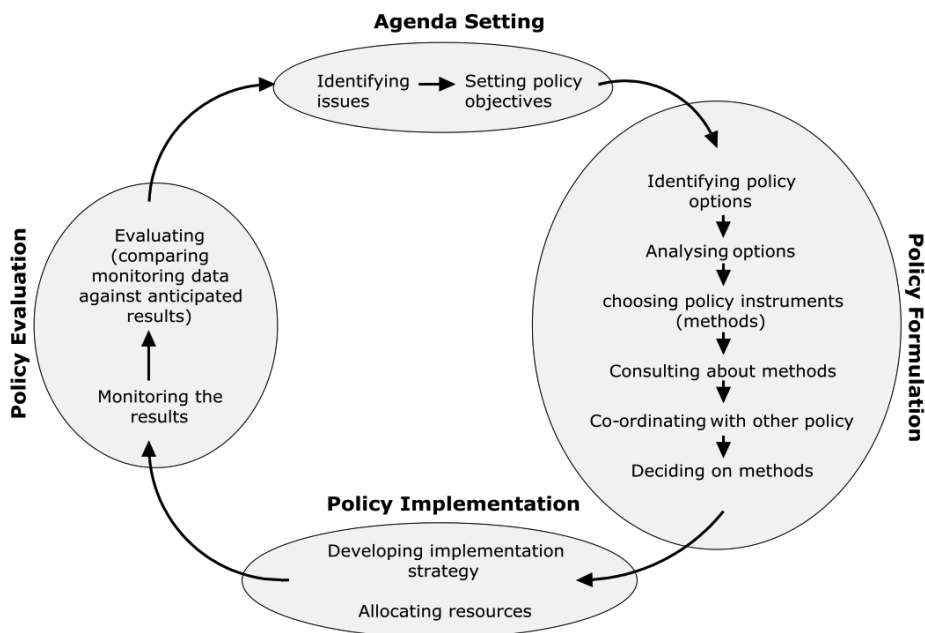 Agenda Setting
Identifying
issues
Setting policy
objectives
Policy Formulation
Identifying policy
options
Analysing options
choosing policy instruments
(methods)
Consulting about methods
Co-ordinating with other policy
Deciding on methods
Policy Implementation
Developing implementation
strategy
Allocating resources
Policy Evaluation
Evaluating
(comparing
monitoring data
against anticipated
results)
Monitoring the
results